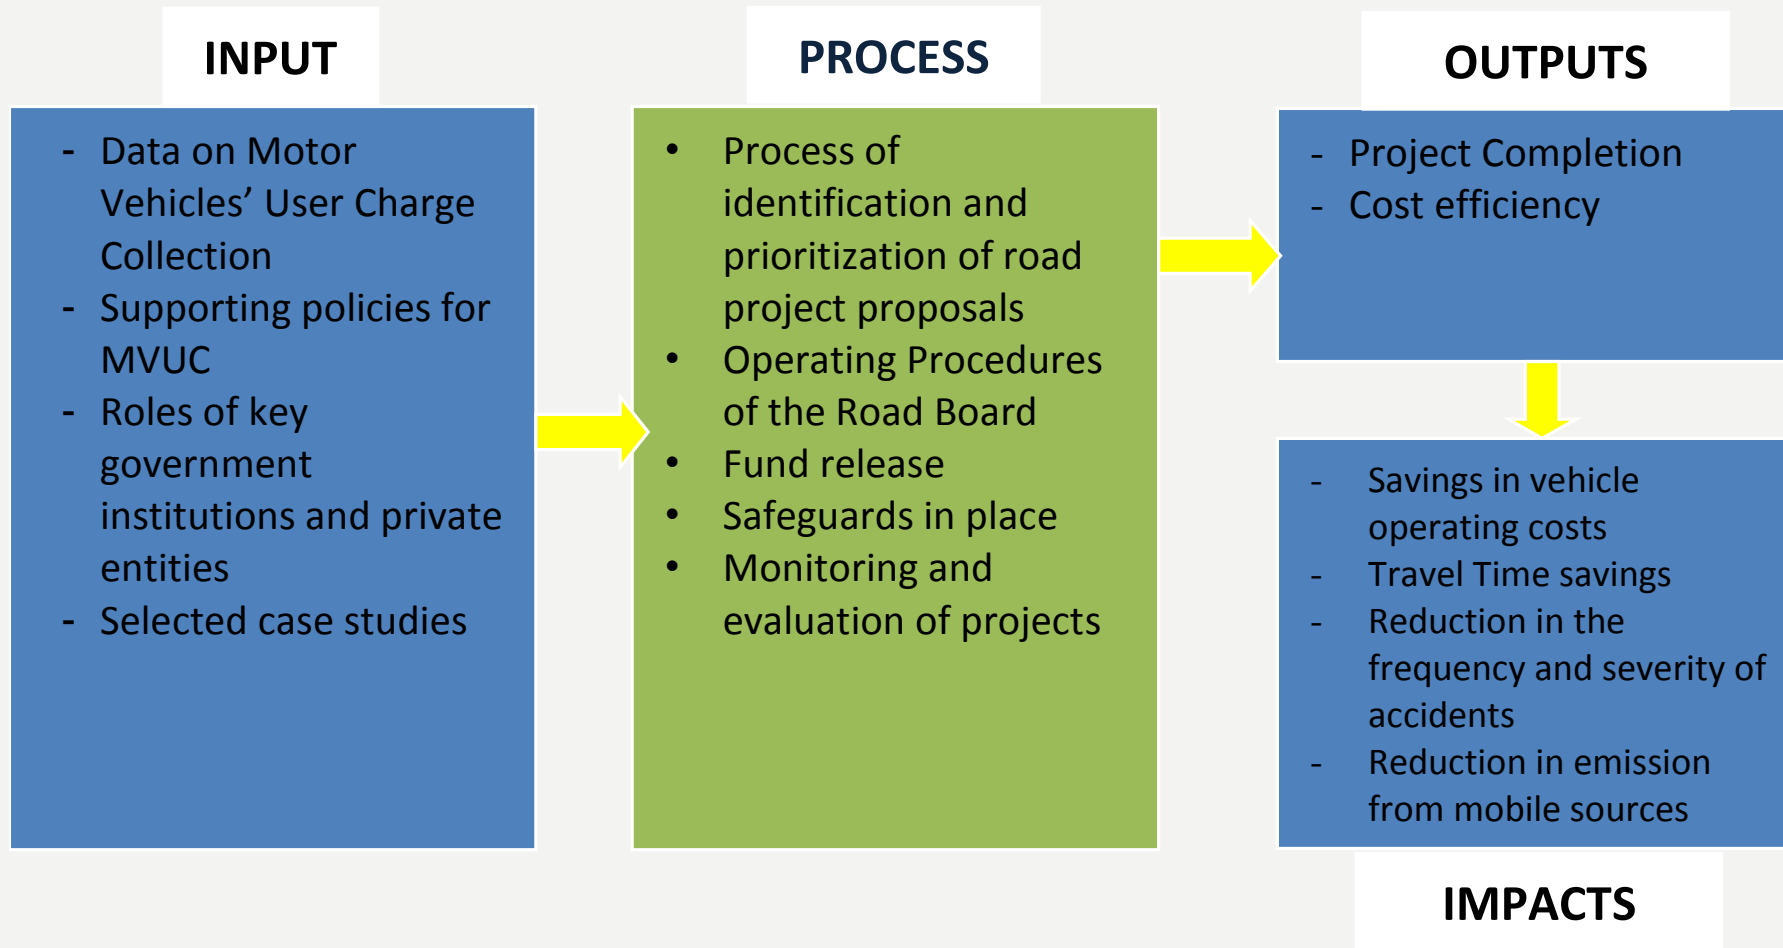 INPUT
- Data on Motor
Vehicles’ User Charge
Collection
- Supporting policies for
MVUC
- Roles of key
government
institutions and private
entities
- Selected case studies
PROCESS
• Process of
identification and
prioritization of road
project proposals
• Operating Procedures
of the Road Board
• Fund release
• Safeguards in place
• Monitoring and
evaluation of projects
OUTPUTS
- Project Completion
- Cost efficiency
- Savings in vehicle
operating costs
- Travel Time savings
- Reduction in the
frequency and severity of
accidents
- Reduction in emission
from mobile sources
IMPACTS